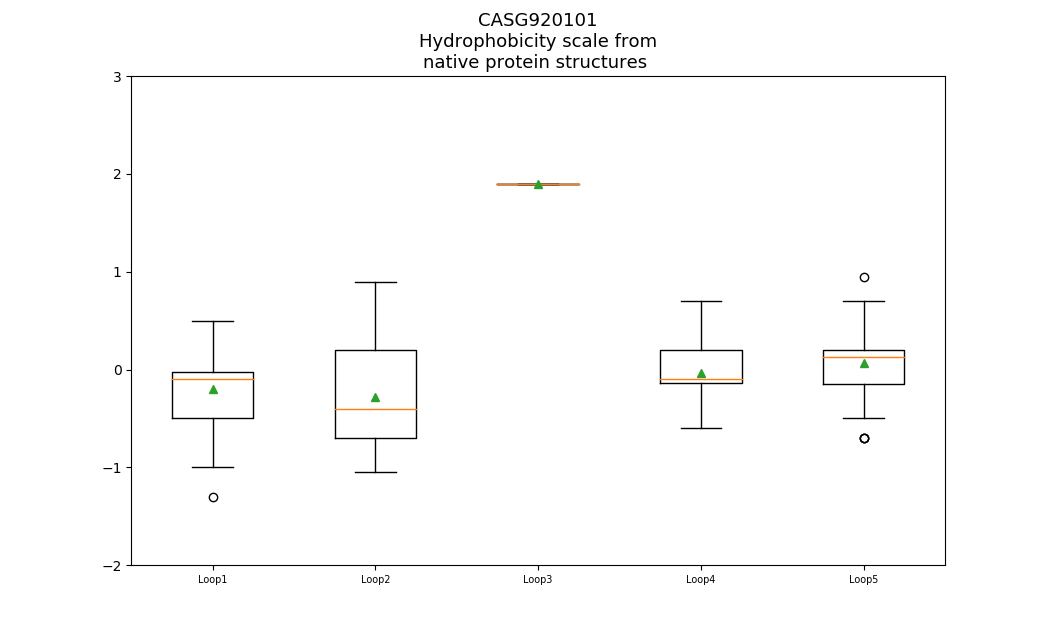 CASG920101
Hydrophobicity scale from
native protein structures
3
2
1
0
−1
−2
Loop1
Loop2
Loop3
Loop4
Loop5